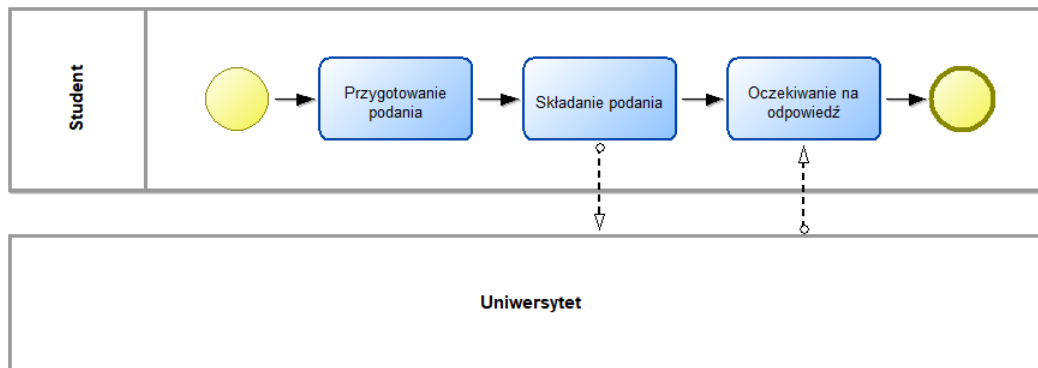 Student
Przygotowanie
podania
Składanie podania
Oczekiwanie na
odpowiedź
Uniwersytet